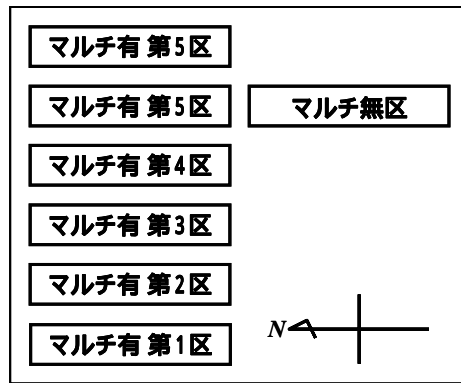 マルチ有 第5区
マルチ有 第5区 マルチ無区
マルチ有 第4区
マルチ有 第3区
マルチ有 第2区
マルチ有 第1区
N